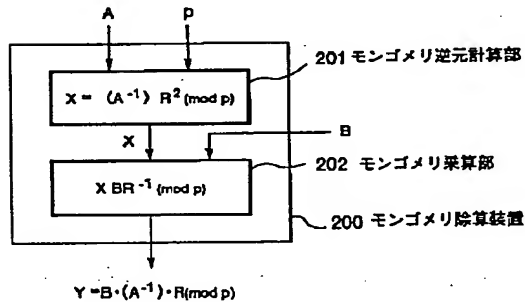 A
P
201 モンゴメリ逆元計算部
X = (A⁻¹) R² (mod p)
X
B
202 モンゴメリ乗算部
X BR⁻¹ (mod p)
200 モンゴメリ除算装置
Y = B・(A⁻¹)・R(mod p)